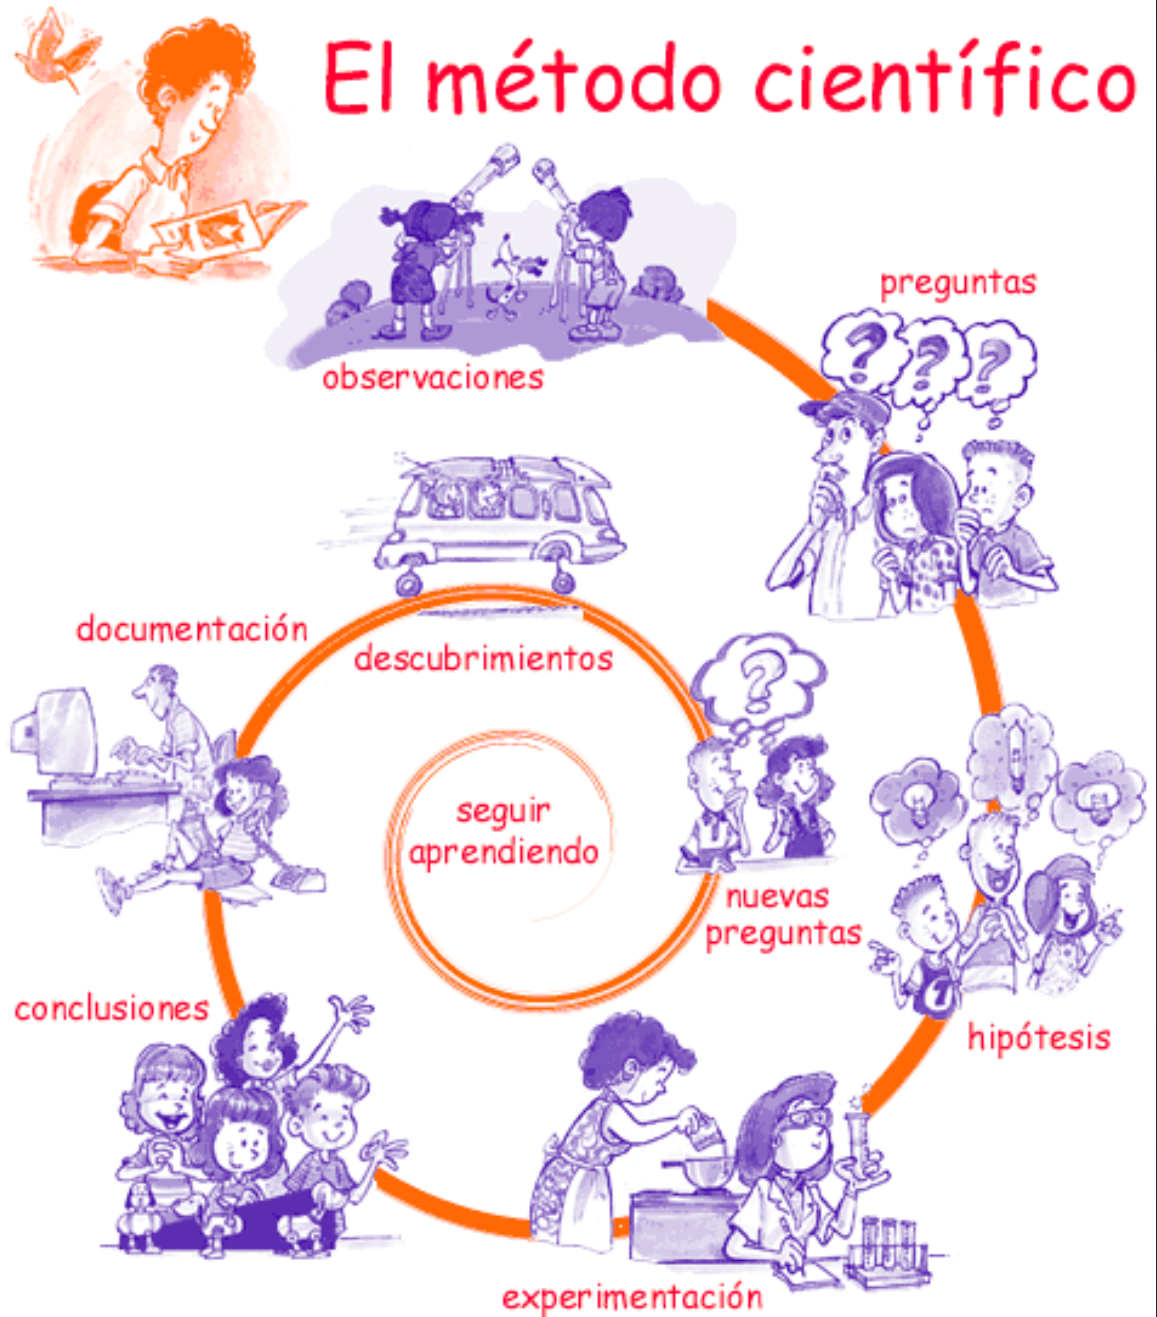 El método científico
observaciones
preguntas
hipótesis
experimentación
conclusiones
documentación
descubrimientos
nuevas
preguntas
seguir
aprendiendo